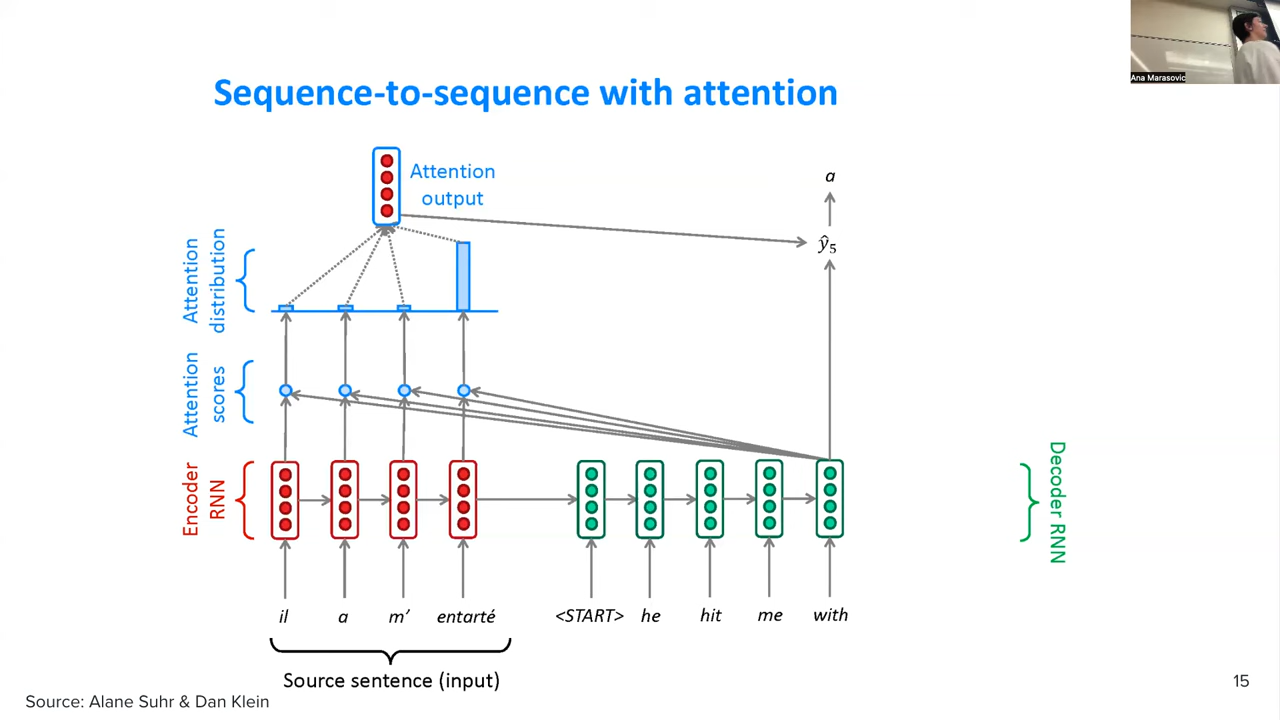 Ana Marasovic
Sequence-to-sequence with attention
Attention
output
a
ŷ₅
Attention
distribution
Attention
scores
Encoder
RNN
Decoder RNN
il
a
m’
entarté
<START>
he
hit
me
with
Source sentence (input)
15
Source: Alane Suhr & Dan Klein